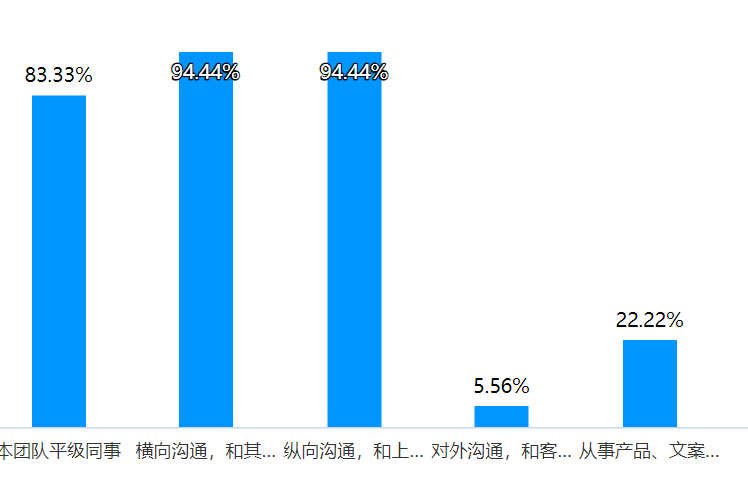 83.33%
94.44%
94.44%
5.56%
22.22%
本团队平级同事
横向沟通，和其...
纵向沟通，和上...
对外沟通，和客...
从事产品、文案...